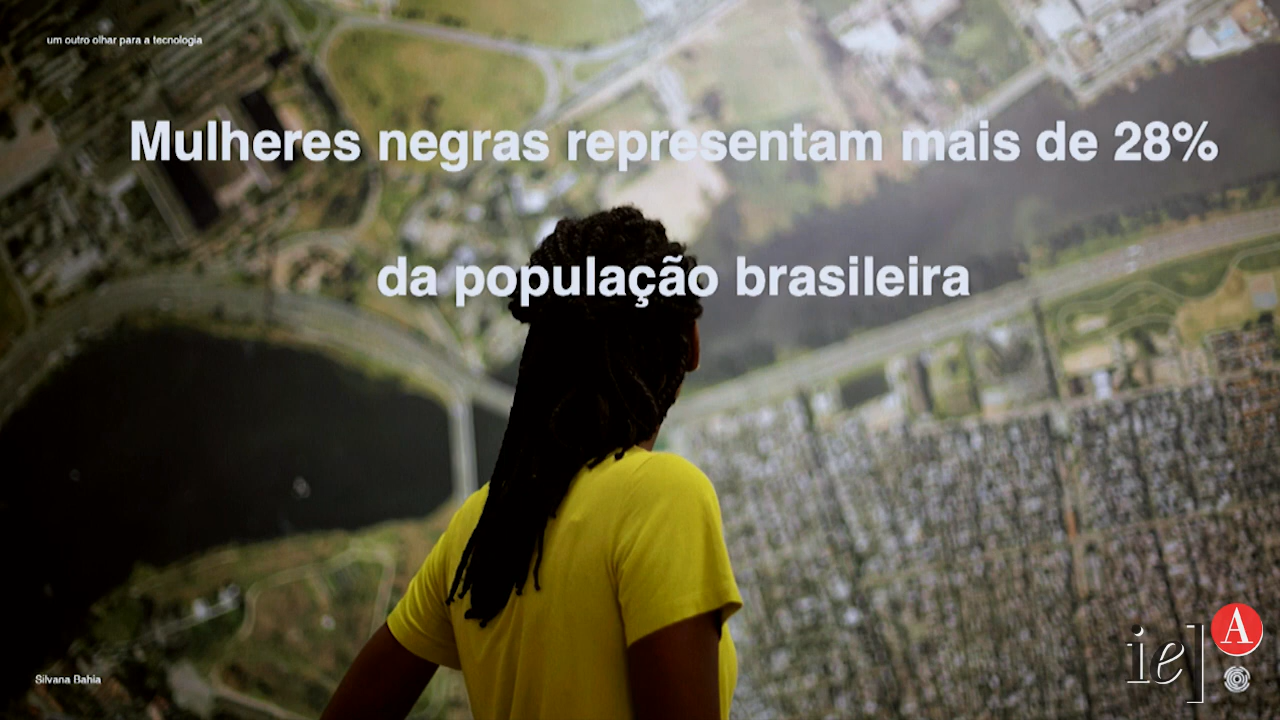 um outro olhar para a tecnologia
Mulheres negras representam mais de 28%
da população brasileira
Silvana Bahia
ie]
A